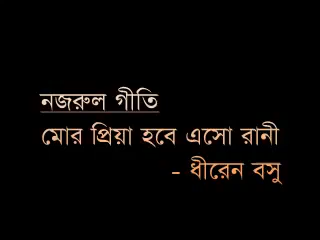 নজরুল গীতি
মোর প্রিয়া হবে এসো রানী
- ধীরেন বসু